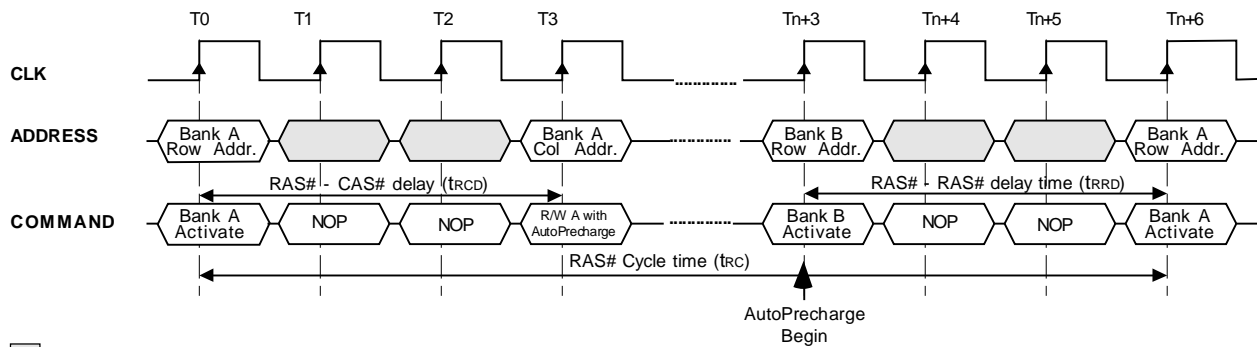 T0 T1 T2 T3 Tn+3 Tn+4 Tn+5 Tn+6
CLK
ADDRESS
Bank A
Row Addr.
Bank A
Col Addr.
Bank B
Row Addr.
Bank A
Row Addr.
RAS# - CAS# delay (tRCD)
RAS# - RAS# delay time (tRRD)
COMMAND
Bank A
Activate
NOP
NOP
R/W A with
AutoPrecharge
Bank B
Activate
NOP
NOP
Bank A
Activate
RAS# Cycle time (tRC)
AutoPrecharge
Begin